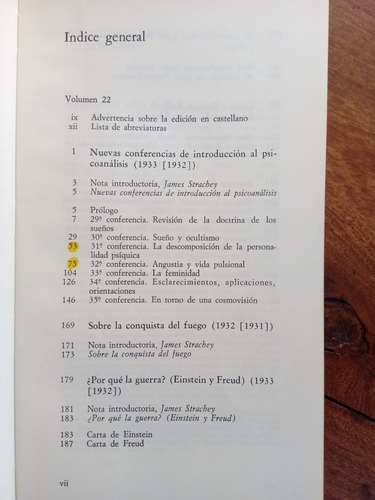 Indice general
Volumen 22
ix Advertencia sobre la edición en castellano
xii Lista de abreviaturas
1 Nuevas conferencias de introducción al psi-
coanálisis (1933 [1932])
3 Nota introductoria, James Strachey
5 Nuevas conferencias de introducción al psicoanálisis
5 Prólogo
7 29ª conferencia. Revisión de la doctrina de los
sueños
29 30ª conferencia. Sueño y ocultismo
53 31ª conferencia. La descomposición de la persona-
lidad psíquica
75 32ª conferencia. Angustia y vida pulsional
104 33ª conferencia. La feminidad
126 34ª conferencia. Esclarecimientos, aplicaciones,
orientaciones
146 35ª conferencia. En torno de una cosmovisión
169 Sobre la conquista del fuego (1932 [1931])
171 Nota introductoria, James Strachey
173 Sobre la conquista del fuego
179 ¿Por qué la guerra? (Einstein y Freud) (1933
[1932])
181 Nota introductoria, James Strachey
183 ¿Por qué la guerra? (Einstein y Freud)
183 Carta de Einstein
187 Carta de Freud
vii